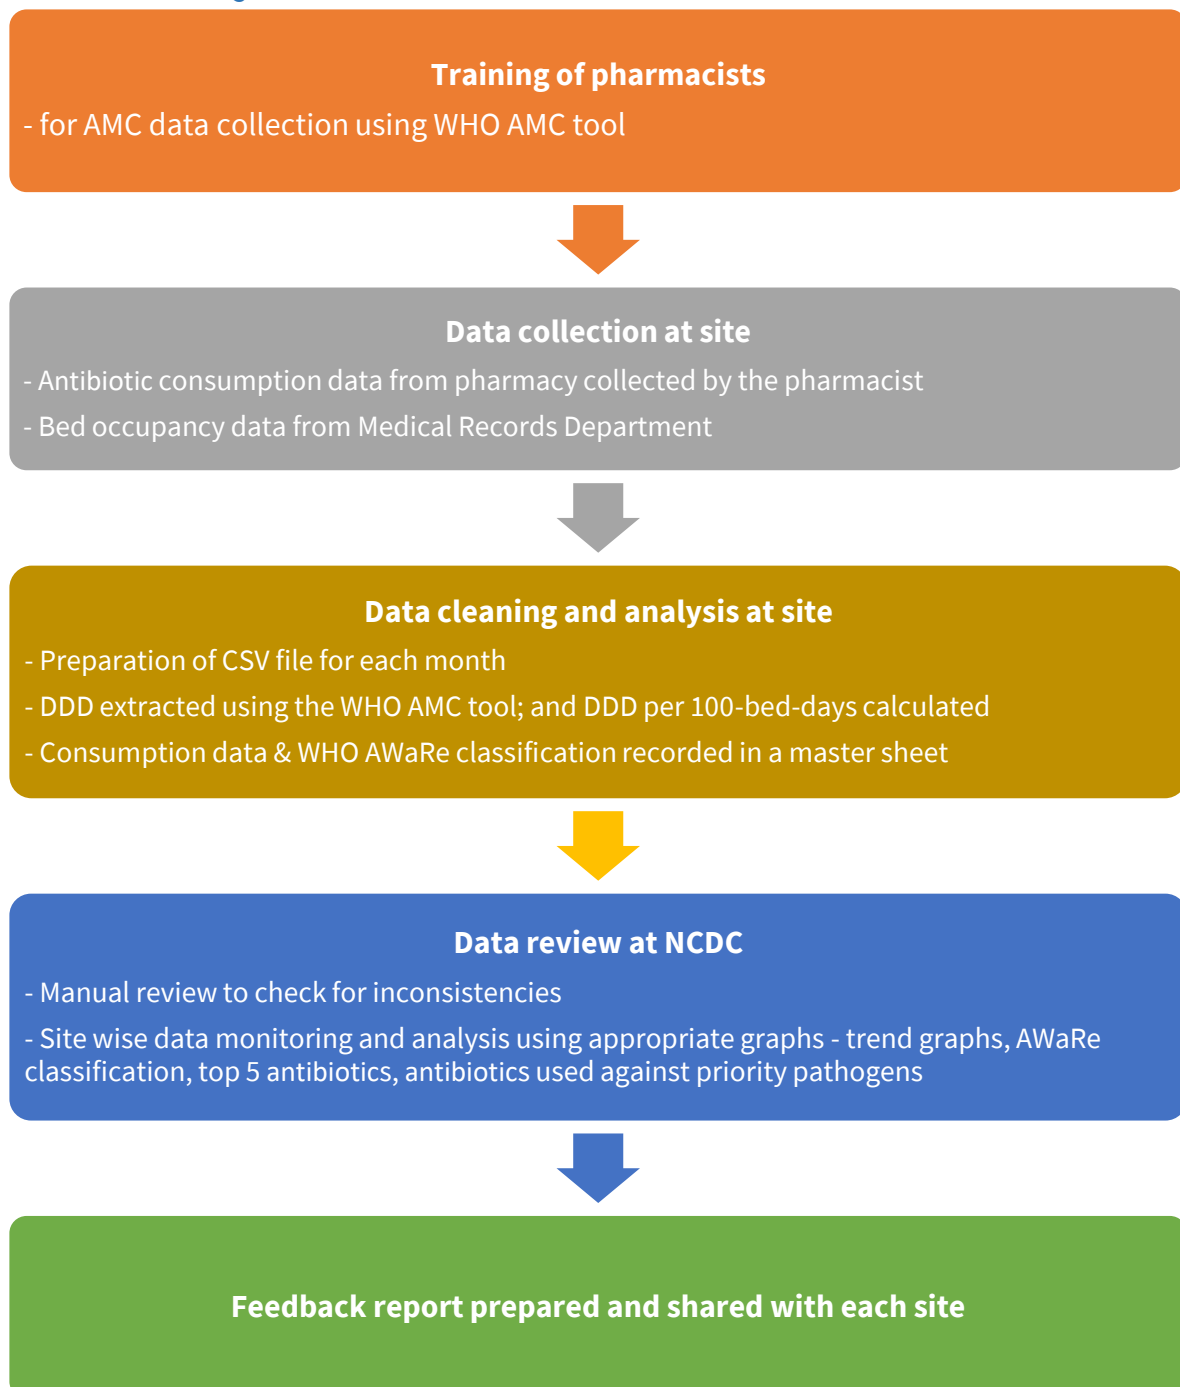 Training of pharmacists
- for AMC data collection using WHO AMC tool
Data collection at site
- Antibiotic consumption data from pharmacy collected by the pharmacist
- Bed occupancy data from Medical Records Department
Data cleaning and analysis at site
- Preparation of CSV file for each month
- DDD extracted using the WHO AMC tool; and DDD per 100-bed-days calculated
- Consumption data & WHO AWaRe classification recorded in a master sheet
Data review at NCDC
- Manual review to check for inconsistencies
- Site wise data monitoring and analysis using appropriate graphs - trend graphs, AWaRe
classification, top 5 antibiotics, antibiotics used against priority pathogens
Feedback report prepared and shared with each site